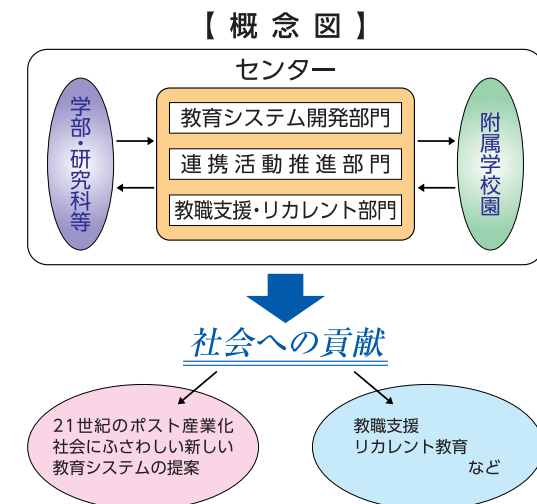 【概念図】
センター
学部・研究科等
教育システム開発部門
連携活動推進部門
教職支援・リカレント部門
附属学校園
社会への貢献
21世紀のポスト産業化
社会にふさわしい新しい
教育システムの提案
教職支援
リカレント教育
など